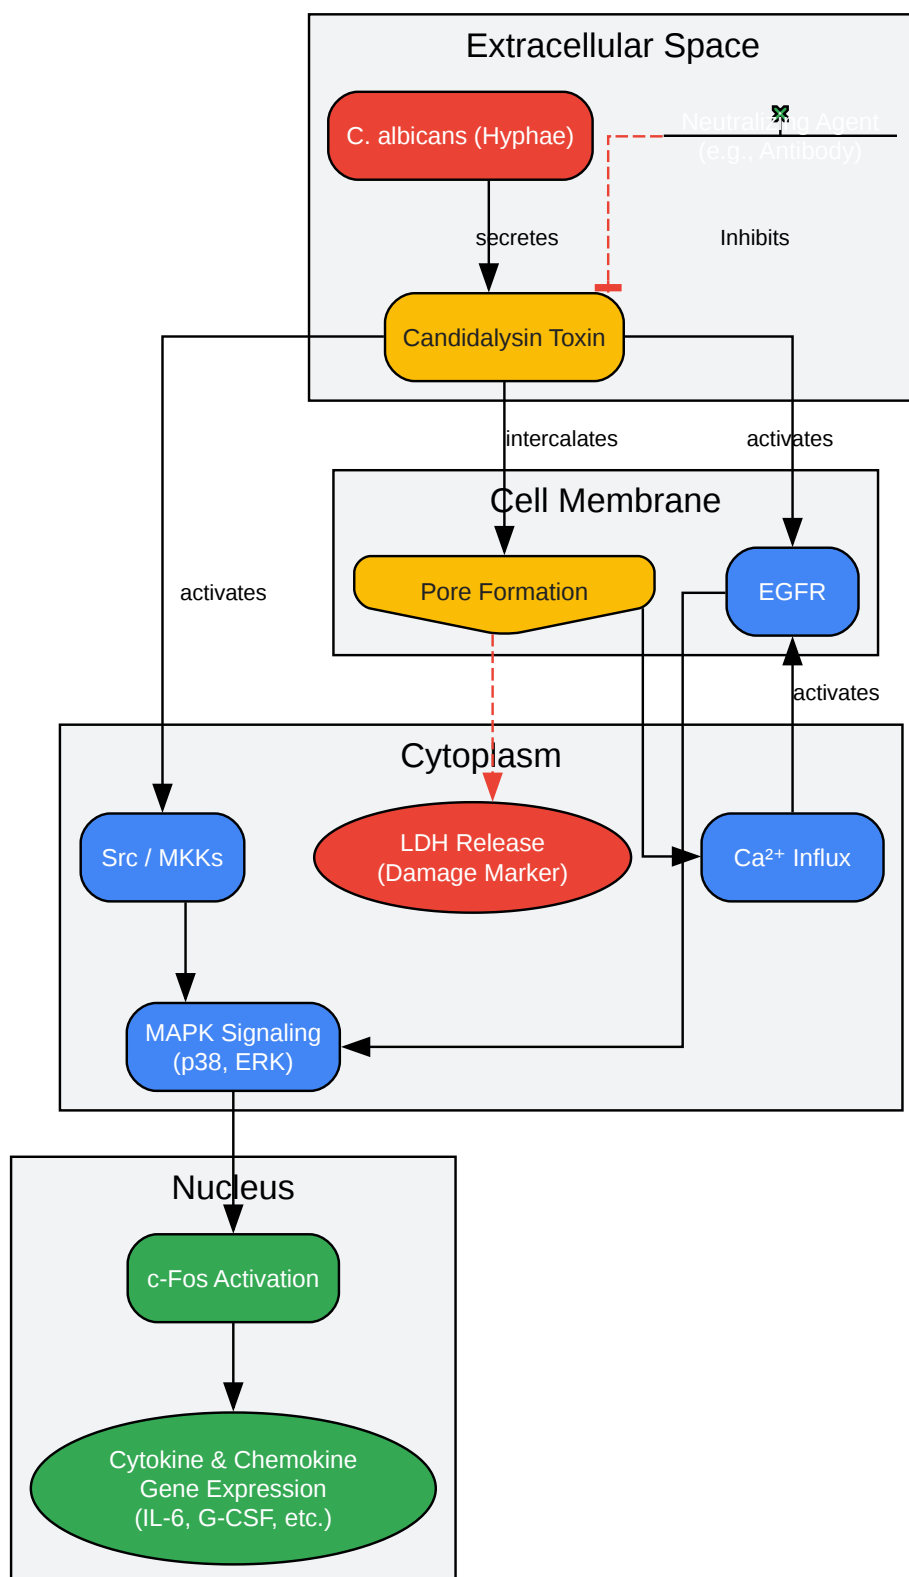 Extracellular Space
C. albicans (Hyphae)
Neutralizing Agent
(e.g., Antibody)
secretes
Inhibits
Candidalysin Toxin
intercalates
activates
Cell Membrane
Pore Formation
EGFR
activates
activates
Cytoplasm
Src / MKKs
LDH Release
(Damage Marker)
Ca²⁺ Influx
MAPK Signaling
(p38, ERK)
Nucleus
c-Fos Activation
Cytokine & Chemokine
Gene Expression
(IL-6, G-CSF, etc.)